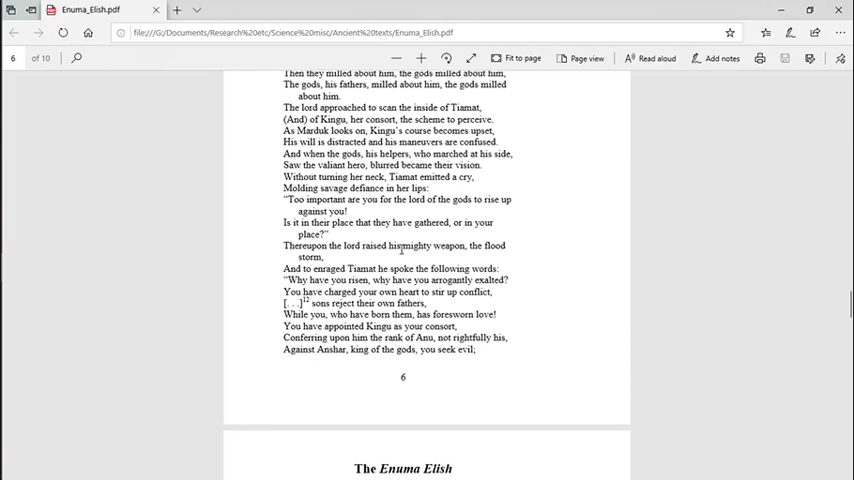 Enuma_Elish.pdf
file:///G:/Documents/Research%20etc/Science%20misc/Ancient%20texts/Enuma_Elish.pdf
6 of 10
Fit to page
Page view
Read aloud
Add notes
Then they milled about him, the gods milled about him,
The gods, his fathers, milled about him, the gods milled
about him.
The lord approached to scan the inside of Tiamat,
(And) of Kingu, her consort, the scheme to perceive.
As Marduk looks on, Kingu's course becomes upset,
His will is distracted and his maneuvers are confused.
And when the gods, his helpers, who marched at his side,
Saw the valiant hero, blurred became their vision.
Without turning her neck, Tiamat emitted a cry,
Molding savage defiance in her lips:
"Too important are you for the lord of the gods to rise up
against you!
Is it in their place that they have gathered, or in your
place?"
Thereupon the lord raised his mighty weapon, the flood
storm,
And to enraged Tiamat he spoke the following words:
"Why have you risen, why have you arrogantly exalted?
You have charged your own heart to stir up conflict,
[. . .]12 sons reject their own fathers,
While you, who have born them, has foresworn love!
You have appointed Kingu as your consort,
Conferring upon him the rank of Anu, not rightfully his,
Against Anshar, king of the gods, you seek evil;
6
The Enuma Elish